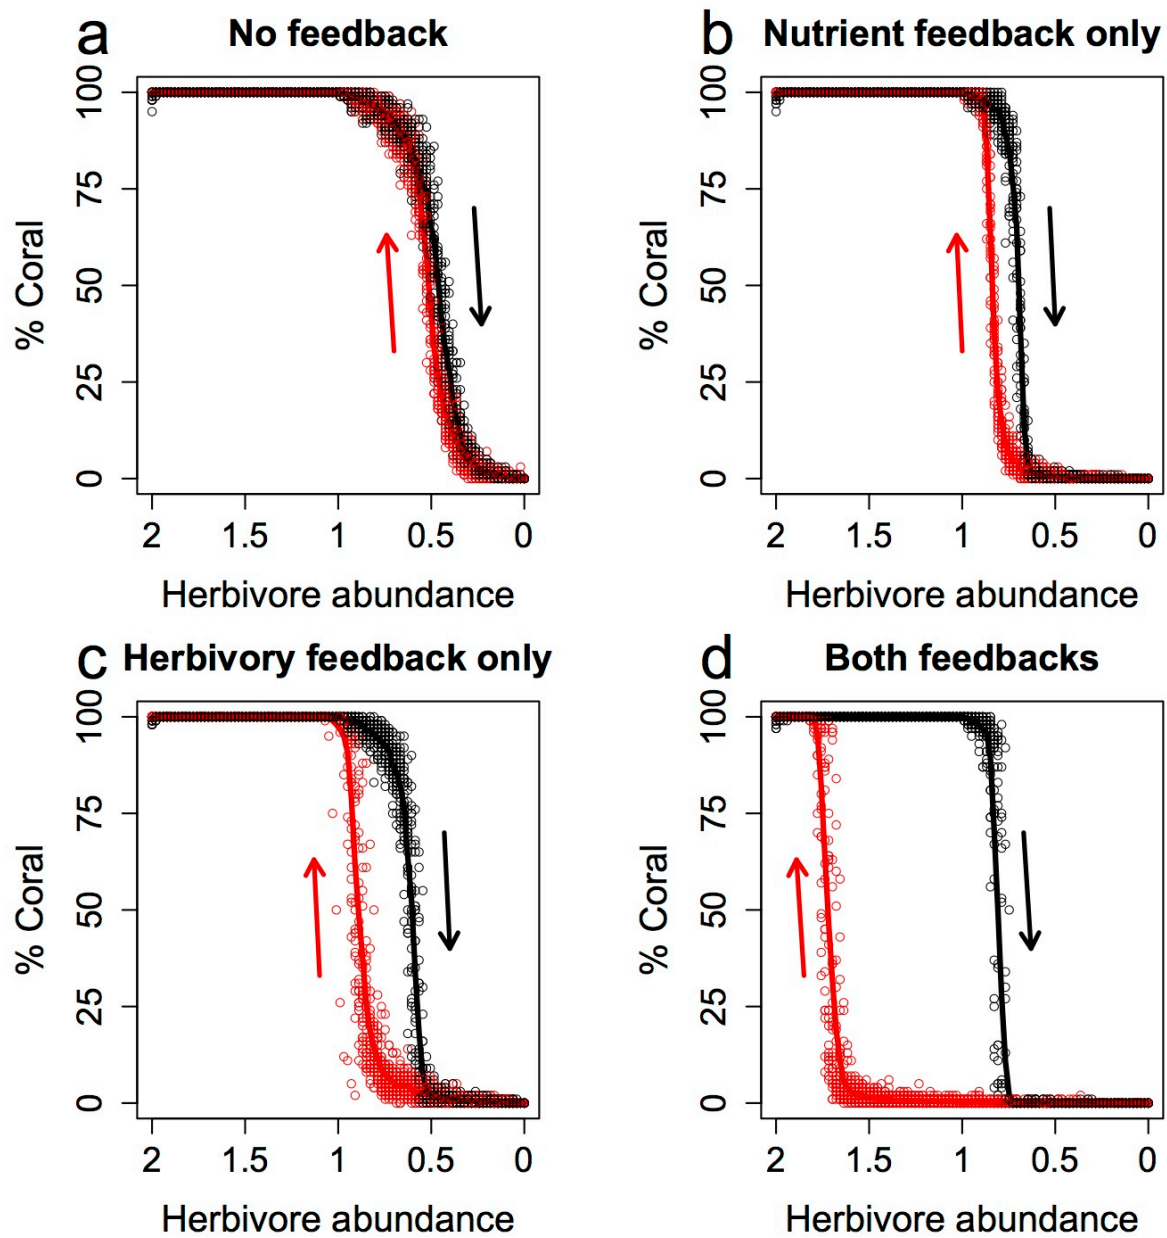 a No feedback
% Coral
100
75
50
25
0
2 1.5 1 0.5 0
Herbivore abundance
b Nutrient feedback only
% Coral
100
75
50
25
0
2 1.5 1 0.5 0
Herbivore abundance
c Herbivory feedback only
% Coral
100
75
50
25
0
2 1.5 1 0.5 0
Herbivore abundance
d Both feedbacks
% Coral
100
75
50
25
0
2 1.5 1 0.5 0
Herbivore abundance